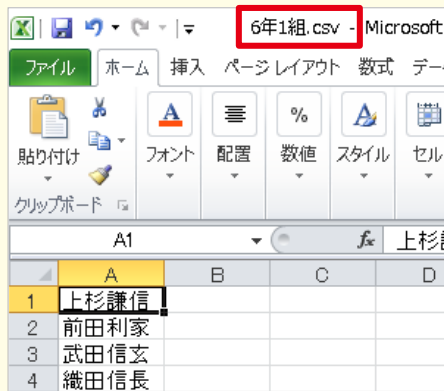 6年1組.csv - Microsoft
ファイル ホーム 挿入 ページ レイアウト 数式 デー
貼り付け フォント 配置 数値 スタイル セル
クリップボード
A1 fx 上杉
A B C D
1 上杉謙信
2 前田利家
3 武田信玄
4 織田信長